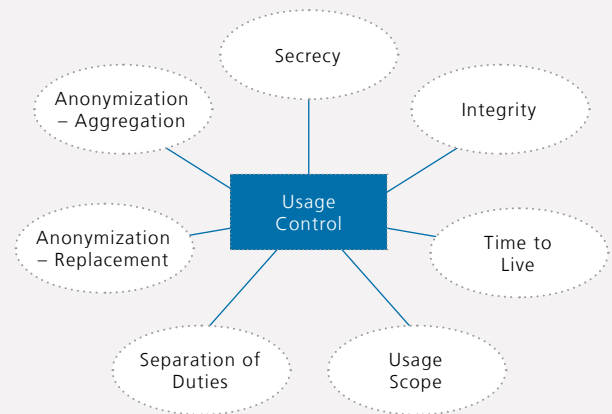 Secrecy
Anonymization
– Aggregation
Integrity
Usage
Control
Anonymization
– Replacement
Time to
Live
Separation of
Duties
Usage
Scope